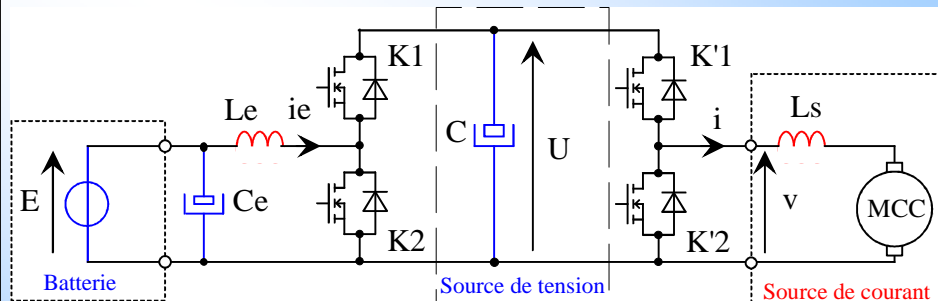 K1
K'1
Le
ie
C
U
i
Ls
E
Ce
K2
K'2
v
MCC
Batterie
Source de tension
Source de courant